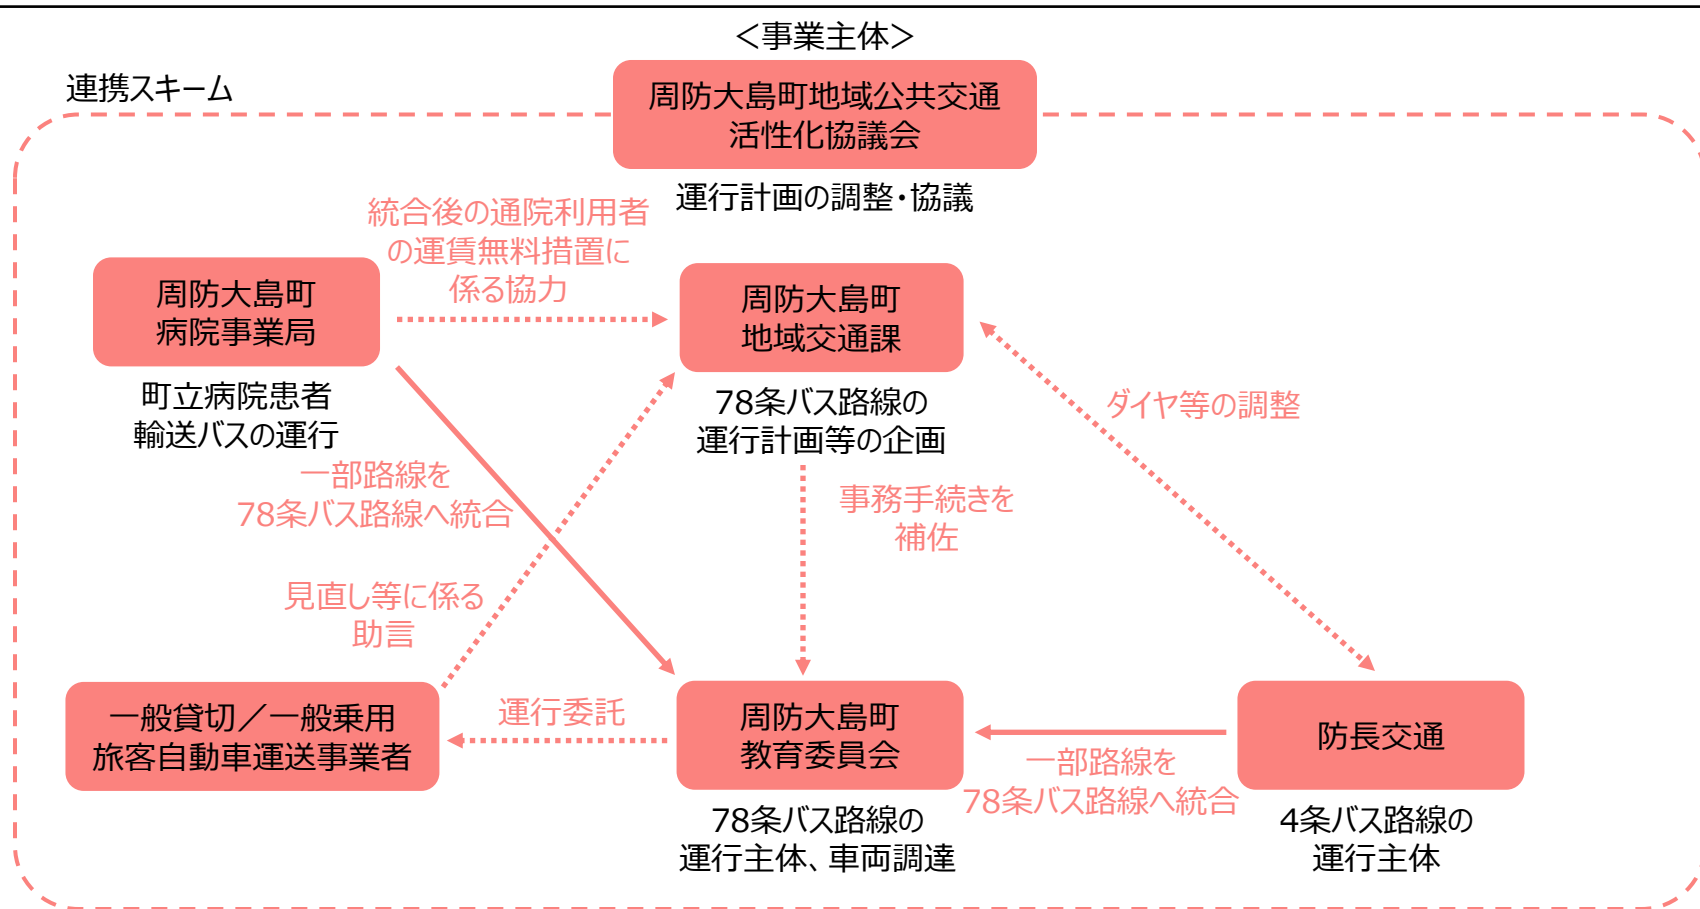 ＜事業主体＞
連携スキーム
周防大島町地域公共交通
活性化協議会
運行計画の調整・協議
統合後の通院利用者
の運賃無料措置に
係る協力
周防大島町
病院事業局
町立病院患者
輸送バスの運行
周防大島町
地域交通課
78条バス路線の
運行計画等の企画
ダイヤ等の調整
一部路線を
78条バス路線へ統合
事務手続きを
補佐
見直し等に係る
助言
一般貸切／一般乗用
旅客自動車運送事業者
運行委託
周防大島町
教育委員会
78条バス路線の
運行主体、車両調達
一部路線を
78条バス路線へ統合
防長交通
4条バス路線の
運行主体